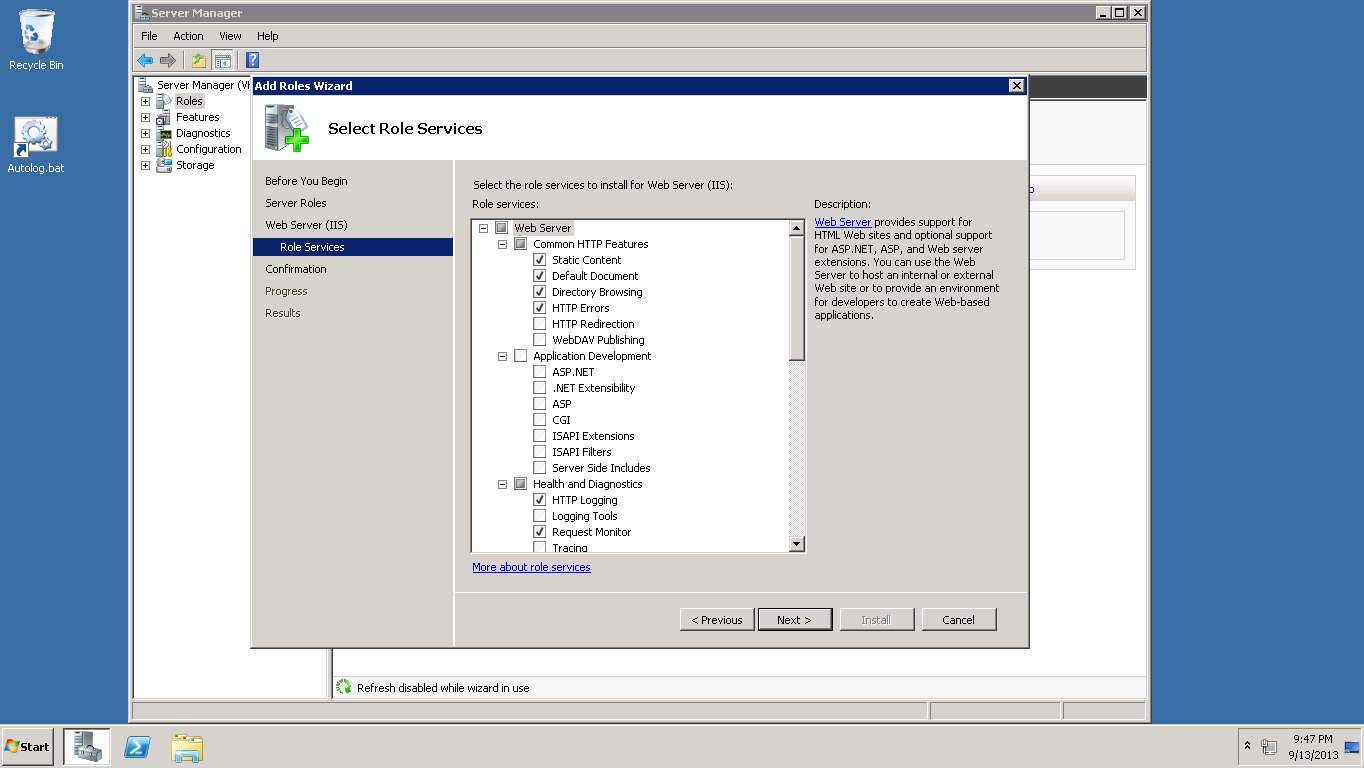 Recycle Bin
Autolog.bat
Server Manager
File Action View Help
Server Manager (
Roles
Features
Diagnostics
Configuration
Storage
Add Roles Wizard
Select Role Services
Before You Begin
Server Roles
Web Server (IIS)
Role Services
Confirmation
Progress
Results
Select the role services to install for Web Server (IIS):
Role services:
Web Server
Common HTTP Features
Static Content
Default Document
Directory Browsing
HTTP Errors
HTTP Redirection
WebDAV Publishing
Application Development
ASP.NET
.NET Extensibility
ASP
CGI
ISAPI Extensions
ISAPI Filters
Server Side Includes
Health and Diagnostics
HTTP Logging
Logging Tools
Request Monitor
Tracing
More about role services
Description:
Web Server provides support for
HTML Web sites and optional support
for ASP.NET, ASP, and Web server
extensions. You can use the Web
Server to host an internal or external
Web site or to provide an environment
for developers to create Web-based
applications.
< Previous
Next >
Install
Cancel
Refresh disabled while wizard in use
Start
9:47 PM
9/13/2013